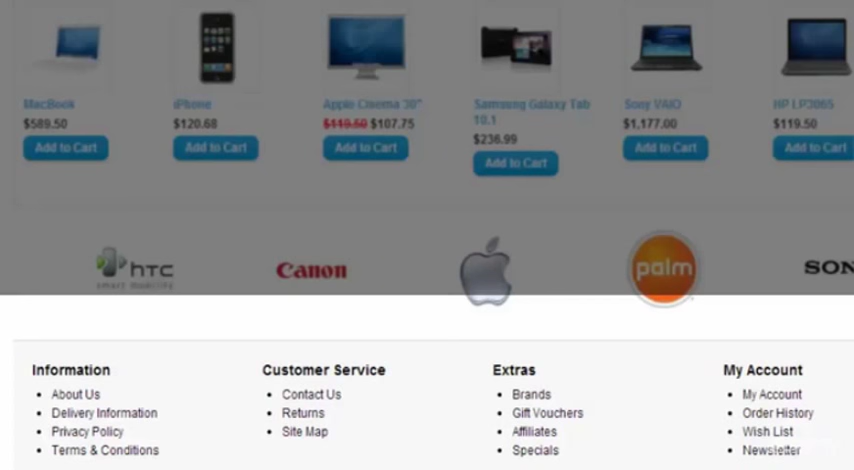 MacBook iPhone Apple Cinema 30" Samsung Galaxy Tab Sony VAIO HP LP3065
10.1
$589.50 $120.68 $119.50 $107.75 $1,177.00 $119.50
$236.99
Add to Cart Add to Cart Add to Cart Add to Cart Add to Cart
Add to Cart
hTC Canon palm SON
smart mobility
Information Customer Service Extras My Account
• About Us • Contact Us • Brands • My Account
• Delivery Information • Returns • Gift Vouchers • Order History
• Privacy Policy • Site Map • Affiliates • Wish List
• Terms & Conditions • Specials • Newsletter